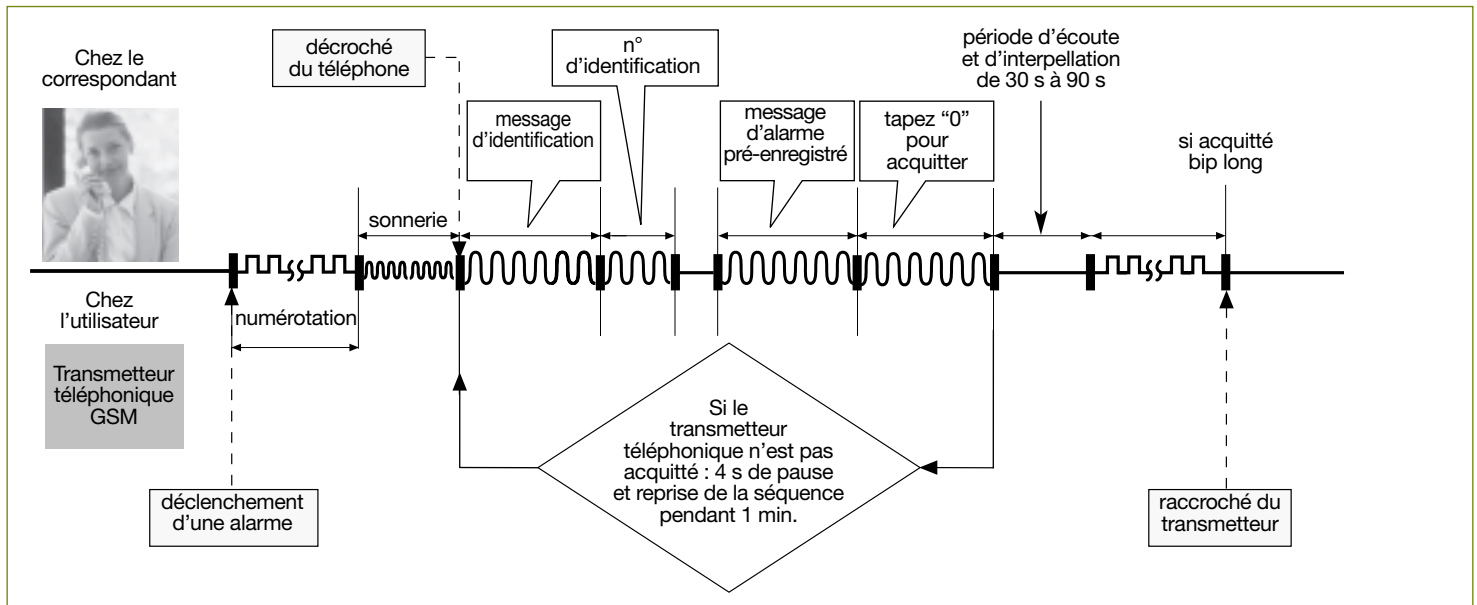 Chez le
correspondant
décroché
du téléphone
n°
d'identification
période d'écoute
et d'interpellation
de 30 s à 90 s
message
d'identification
message
d'alarme
pré-enregistré
tapez "0"
pour
acquitter
si acquitté
bip long
sonnerie
Chez
l'utilisateur
numérotation
Transmetteur
téléphonique
GSM
Si le
transmetteur
téléphonique n'est pas
acquitté : 4 s de pause
et reprise de la séquence
pendant 1 min.
déclenchement
d'une alarme
raccroché du
transmetteur